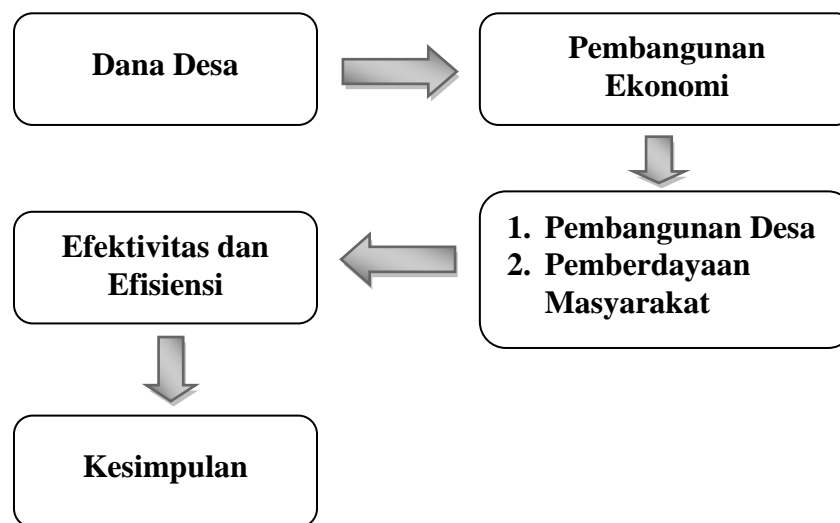 Dana Desa
Pembangunan
Ekonomi
1. Pembangunan Desa
2. Pemberdayaan
Masyarakat
Efektivitas dan
Efisiensi
Kesimpulan